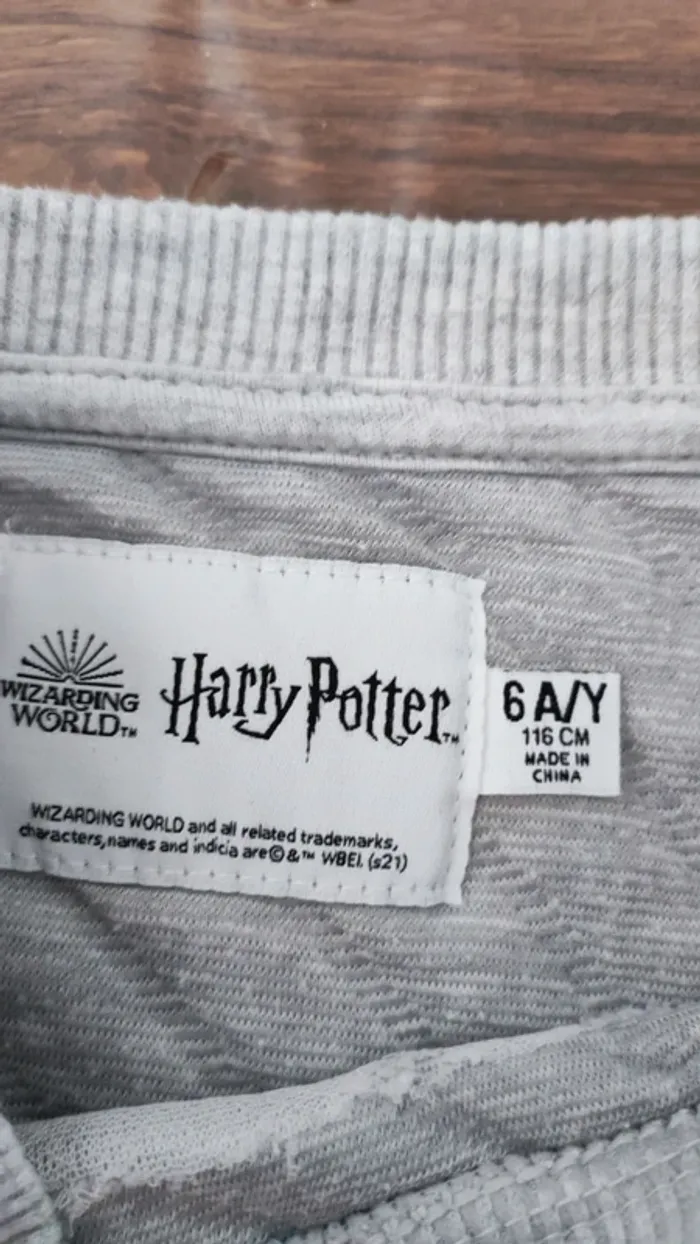 WIZARDING
WORLD™
Harry Potter™
WIZARDING WORLD and all related trademarks,
characters, names and indicia are © & ™ WBEI. (s21)
6 A/Y
116 CM
MADE IN
CHINA